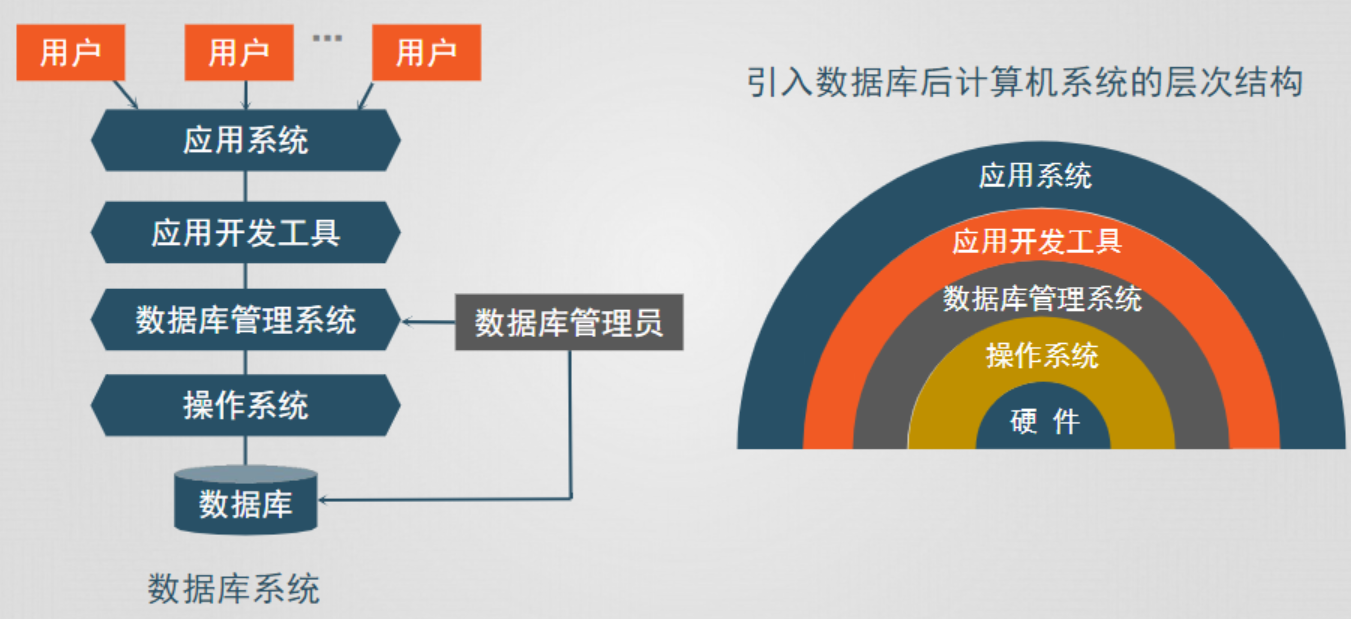 用户
用户
...
用户
应用系统
应用开发工具
数据库管理系统
数据库管理员
操作系统
数据库
数据库系统
引入数据库后计算机系统的层次结构
应用系统
应用开发工具
数据库管理系统
操作系统
硬 件